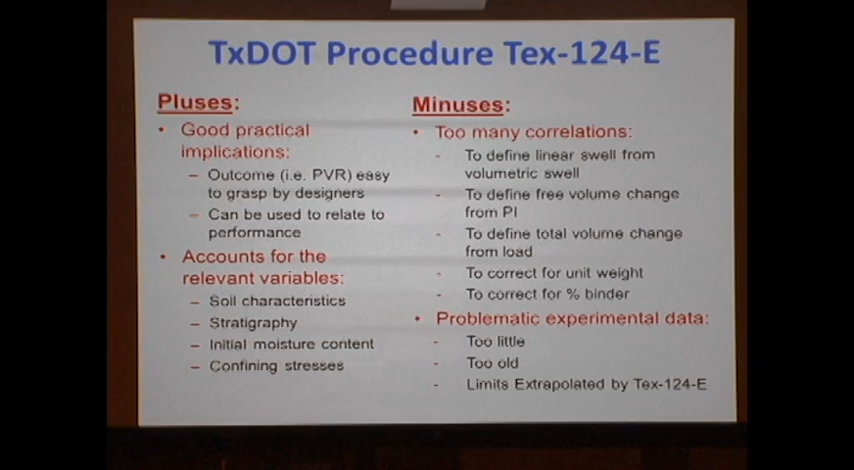 TxDOT Procedure Tex-124-E
Pluses:
• Good practical
implications:
– Outcome (i.e. PVR) easy
to grasp by designers
– Can be used to relate to
performance
• Accounts for the
relevant variables:
– Soil characteristics
– Stratigraphy
– Initial moisture content
– Confining stresses
Minuses:
• Too many correlations:
- To define linear swell from
volumetric swell
- To define free volume change
from PI
- To define total volume change
from load
- To correct for unit weight
- To correct for % binder
• Problematic experimental data:
- Too little
- Too old
- Limits Extrapolated by Tex-124-E